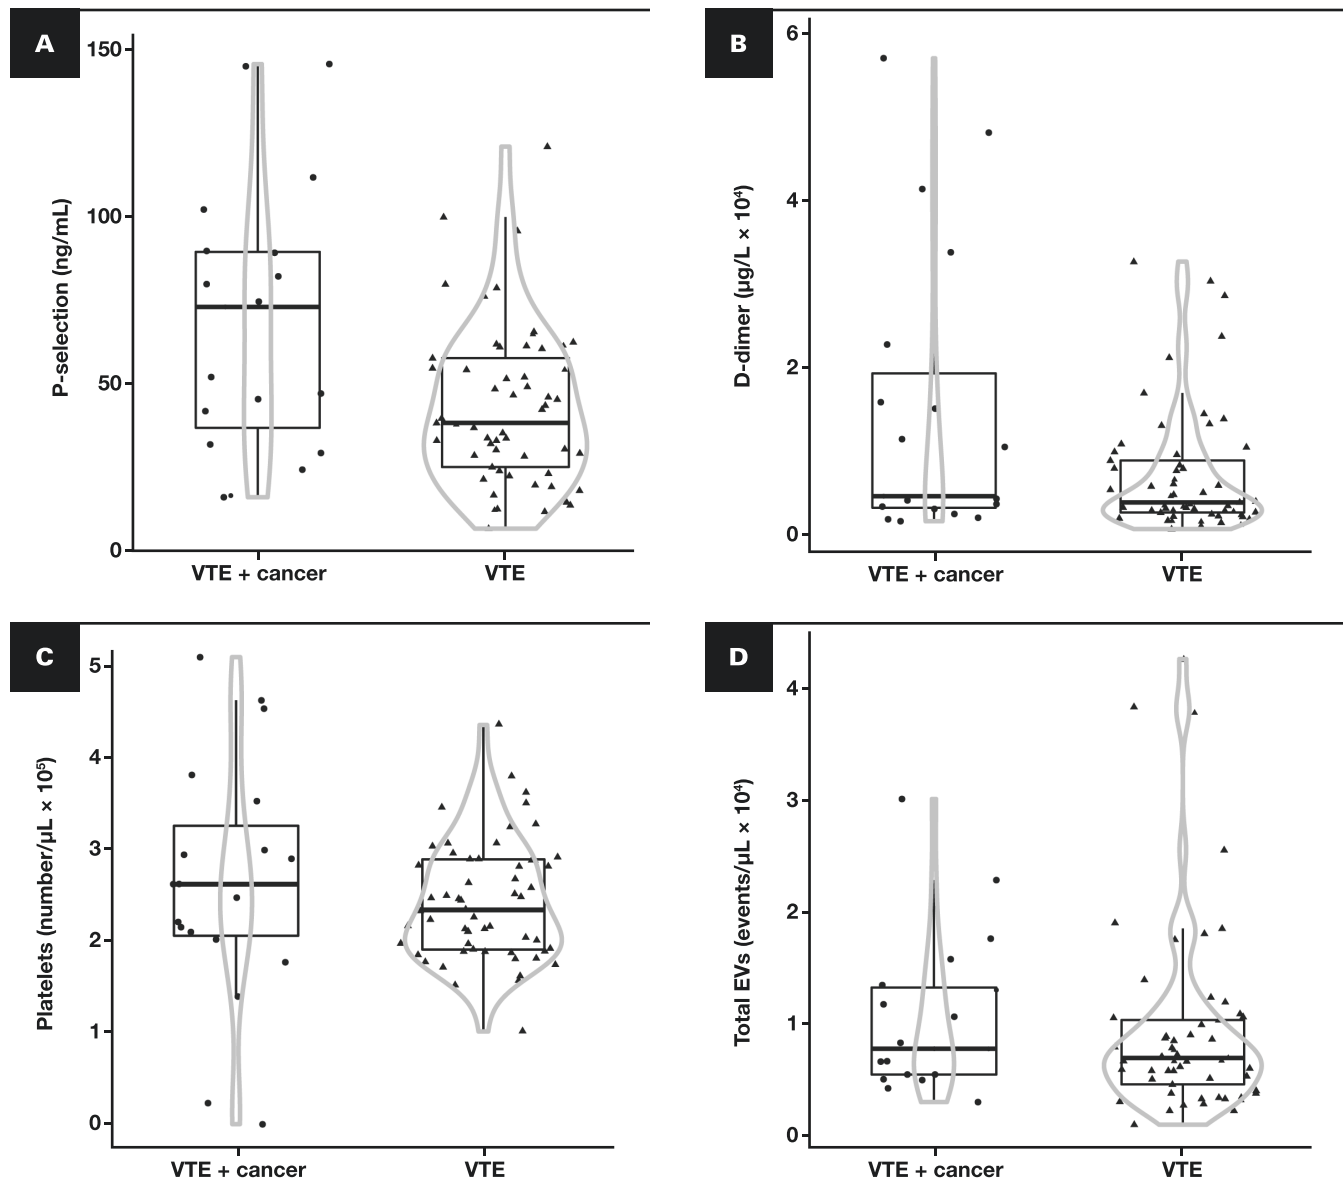 A
P-selection (ng/mL)
150
100
50
0
VTE + cancer
VTE
B
D-dimer (µg/L × 10⁴)
6
4
2
0
VTE + cancer
VTE
C
Platelets (number/µL × 10⁵)
5
4
3
2
1
0
VTE + cancer
VTE
D
Total EVs (events/µL × 10⁴)
4
3
2
1
0
VTE + cancer
VTE